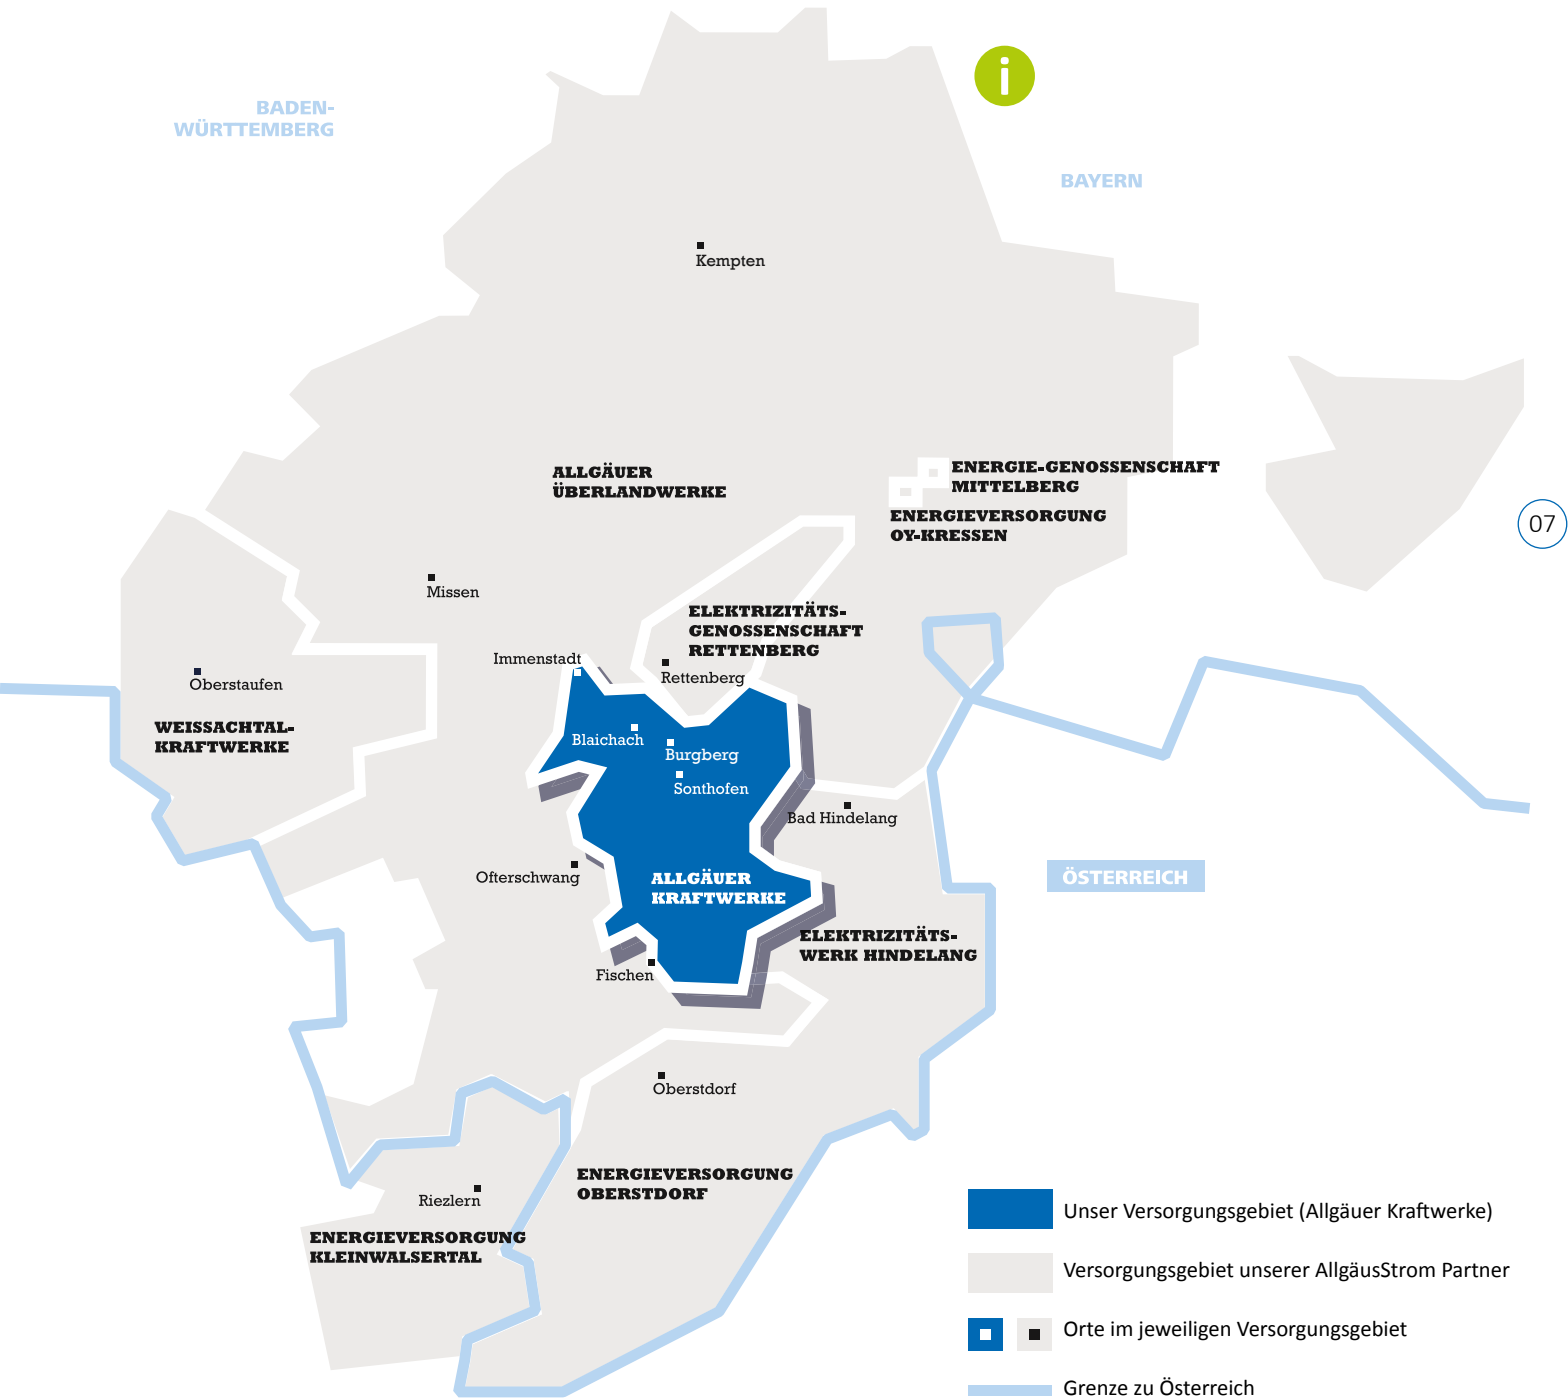 i
BADEN-
WÜRTTEMBERG
BAYERN
Kempten
ALLGÄUER
ÜBERLANDWERKE
ENERGIE-GENOSSENSCHAFT
MITTELBERG
ENERGIEVERSORGUNG
OY-KRESSEN
07
Missen
ELEKTRIZITÄTS-
GENOSSENSCHAFT
RETTENBERG
Immenstadt
Rettenberg
Oberstaufen
WEISSACHTAL-
KRAFTWERKE
Blaichach
Burgberg
Sonthofen
Bad Hindelang
Ofterschwang
ALLGÄUER
KRAFTWERKE
ÖSTERREICH
ELEKTRIZITÄTS-
WERK HINDELANG
Fischen
Oberstdorf
ENERGIEVERSORGUNG
OBERSTDORF
Riezlern
ENERGIEVERSORGUNG
KLEINWALSERTAL
Unser Versorgungsgebiet (Allgäuer Kraftwerke)
Versorgungsgebiet unserer AllgäusStrom Partner
Orte im jeweiligen Versorgungsgebiet
Grenze zu Österreich